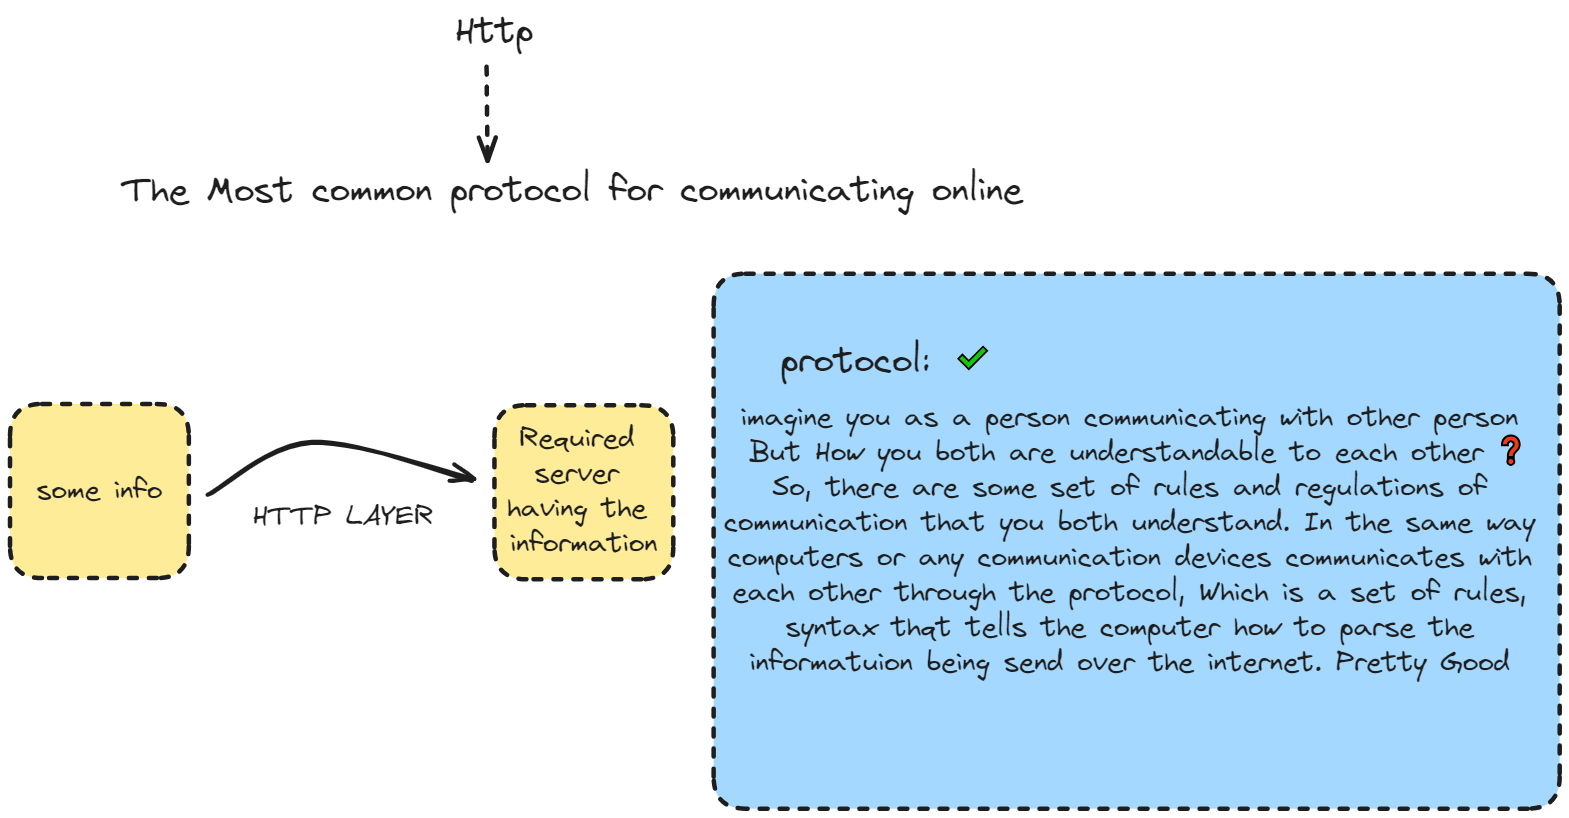 Http
The Most common protocol for communicating online
some info
HTTP LAYER
Required
server
having the
information
protocol:
imagine you as a person communicating with other person
But How you both are understandable to each other ?
So, there are some set of rules and regulations of
communication that you both understand. In the same way
computers or any communication devices communicates with
each other through the protocol, Which is a set of rules,
syntax that tells the computer how to parse the
informatuion being send over the internet. Pretty Good